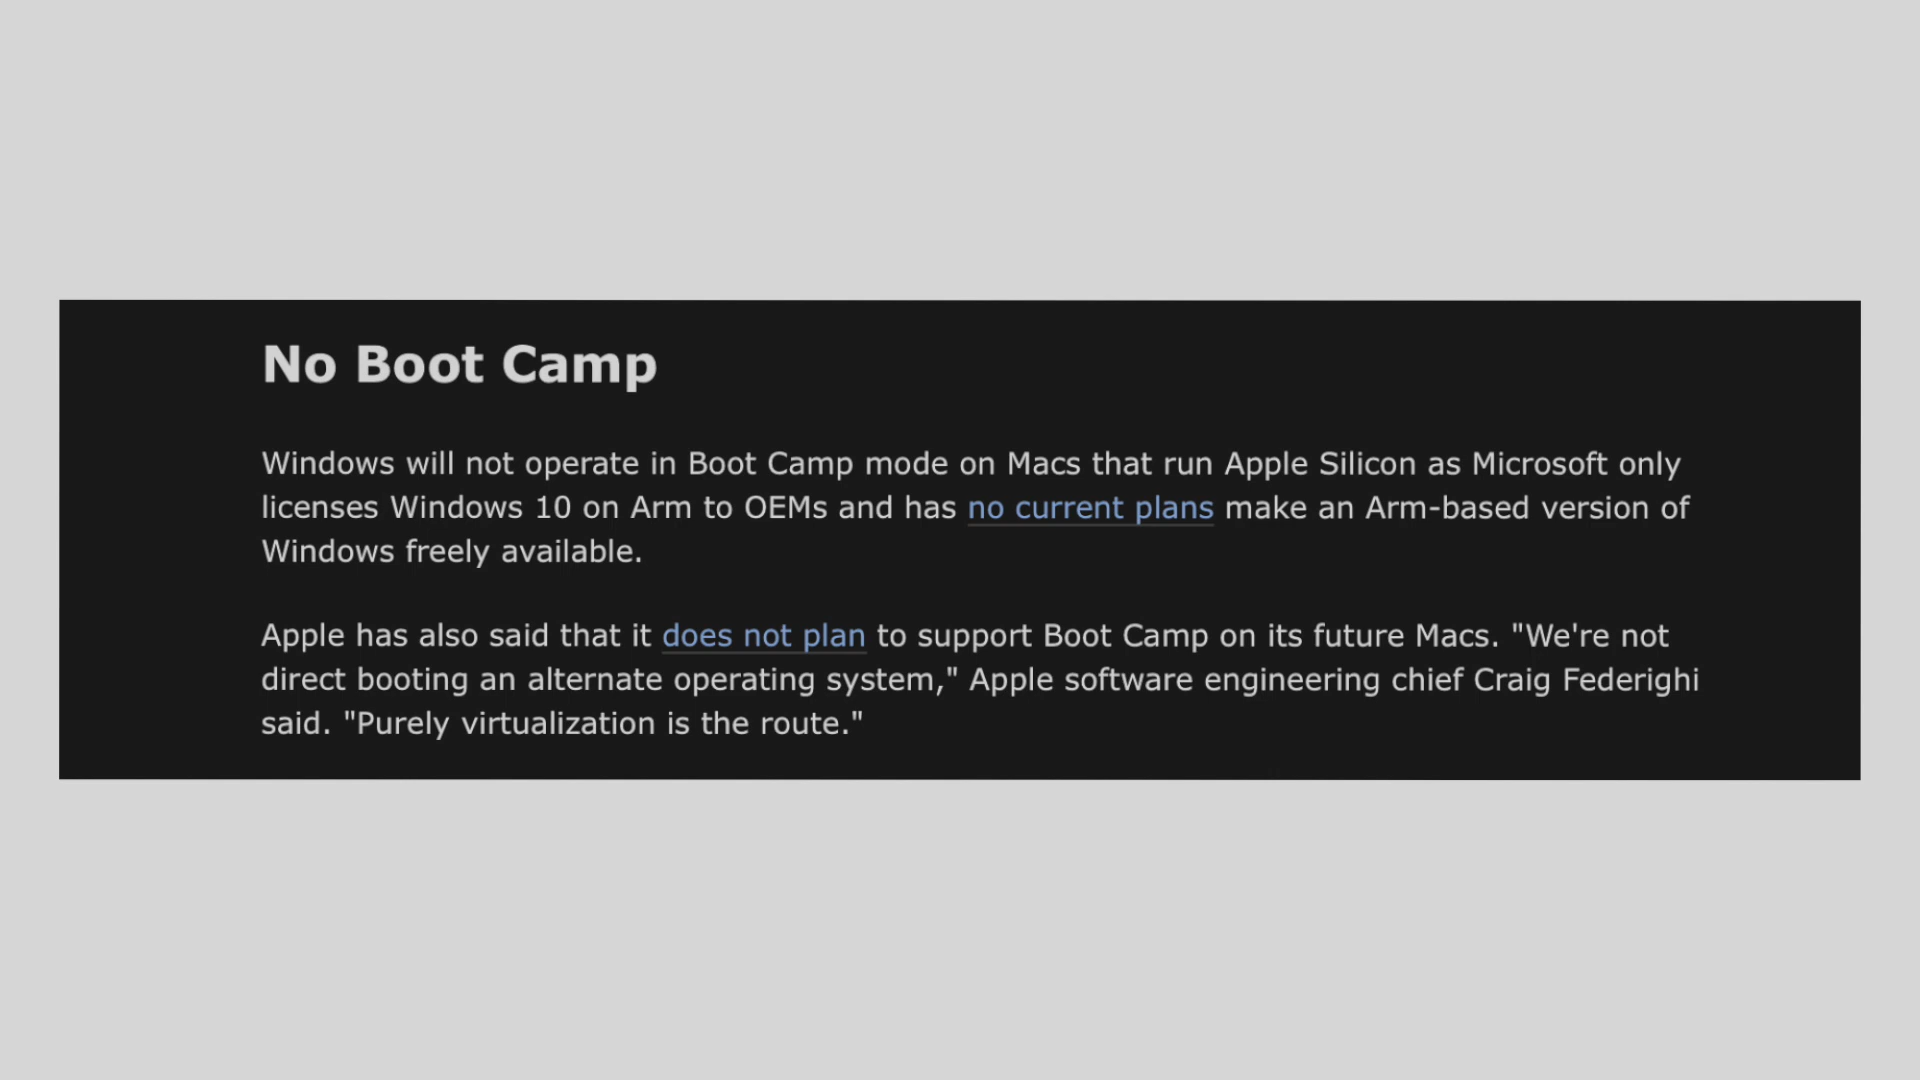 No Boot Camp
Windows will not operate in Boot Camp mode on Macs that run Apple Silicon as Microsoft only
licenses Windows 10 on Arm to OEMs and has no current plans make an Arm-based version of
Windows freely available.
Apple has also said that it does not plan to support Boot Camp on its future Macs. "We're not
direct booting an alternate operating system," Apple software engineering chief Craig Federighi
said. "Purely virtualization is the route."